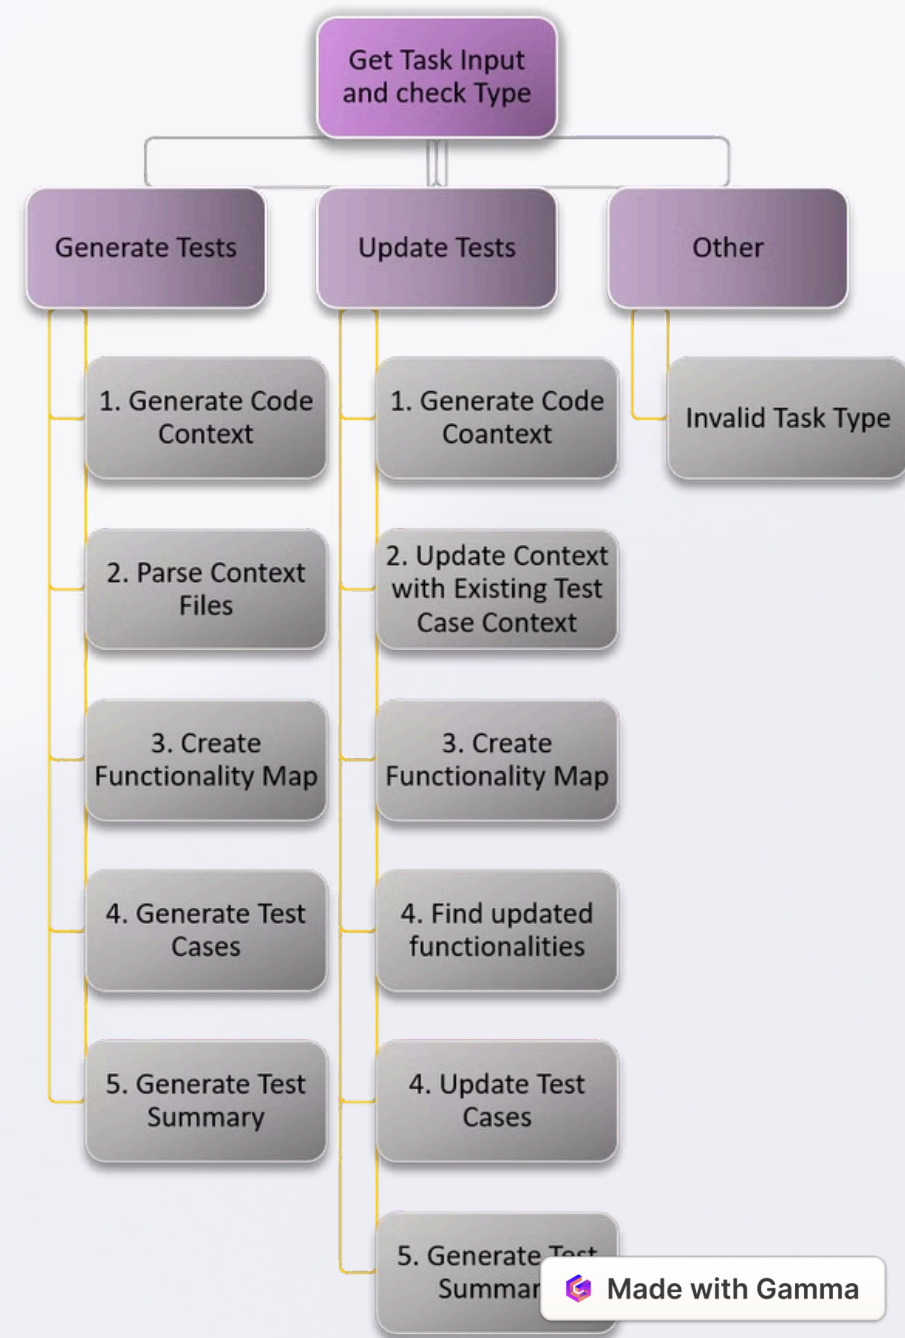 Get Task Input
and check Type
Generate Tests
Update Tests
Other
1. Generate Code
Context
2. Parse Context
Files
3. Create
Functionality Map
4. Generate Test
Cases
5. Generate Test
Summary
1. Generate Code
Coantext
2. Update Context
with Existing Test
Case Context
3. Create
Functionality Map
4. Find updated
functionalities
4. Update Test
Cases
5. Generate Test
Invalid Task Type
Made with Gamma